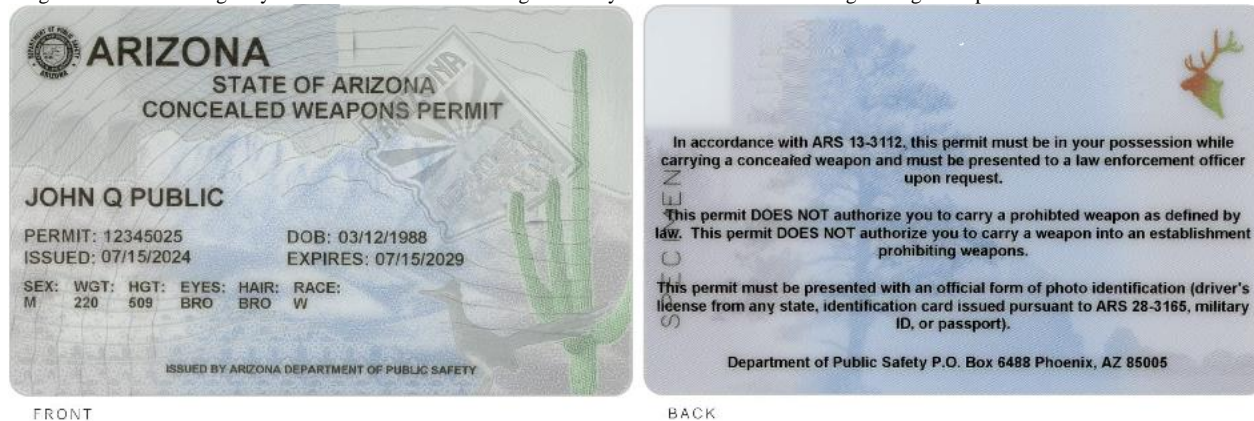 ARIZONA
STATE OF ARIZONA
CONCEALED WEAPONS PERMIT
JOHN Q PUBLIC
PERMIT: 12345025 DOB: 03/12/1988
ISSUED: 07/15/2024 EXPIRES: 07/15/2029
SEX: WGT: HGT: EYES: HAIR: RACE:
M 220 509 BRO BRO W
ISSUED BY ARIZONA DEPARTMENT OF PUBLIC SAFETY
FRONT
In accordance with ARS 13-3112, this permit must be in your possession while
carrying a concealed weapon and must be presented to a law enforcement officer
upon request.
This permit DOES NOT authorize you to carry a prohibted weapon as defined by
law. This permit DOES NOT authorize you to carry a weapon into an establishment
prohibiting weapons.
This permit must be presented with an official form of photo identification (driver's
license from any state, identification card issued pursuant to ARS 28-3165, military
ID, or passport).
Department of Public Safety P.O. Box 6488 Phoenix, AZ 85005
SPECIMEN
BACK